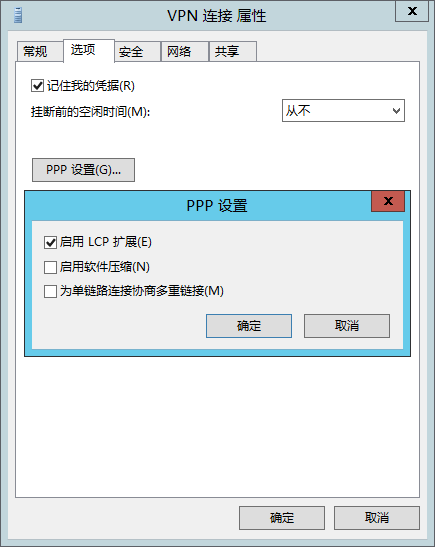 VPN 连接 属性
常规 选项 安全 网络 共享
记住我的凭据(R)
挂断前的空闲时间(M): 从不
PPP 设置(G)...
PPP 设置
启用 LCP 扩展(E)
启用软件压缩(N)
为单链路连接协商多重链接(M)
确定 取消
确定 取消